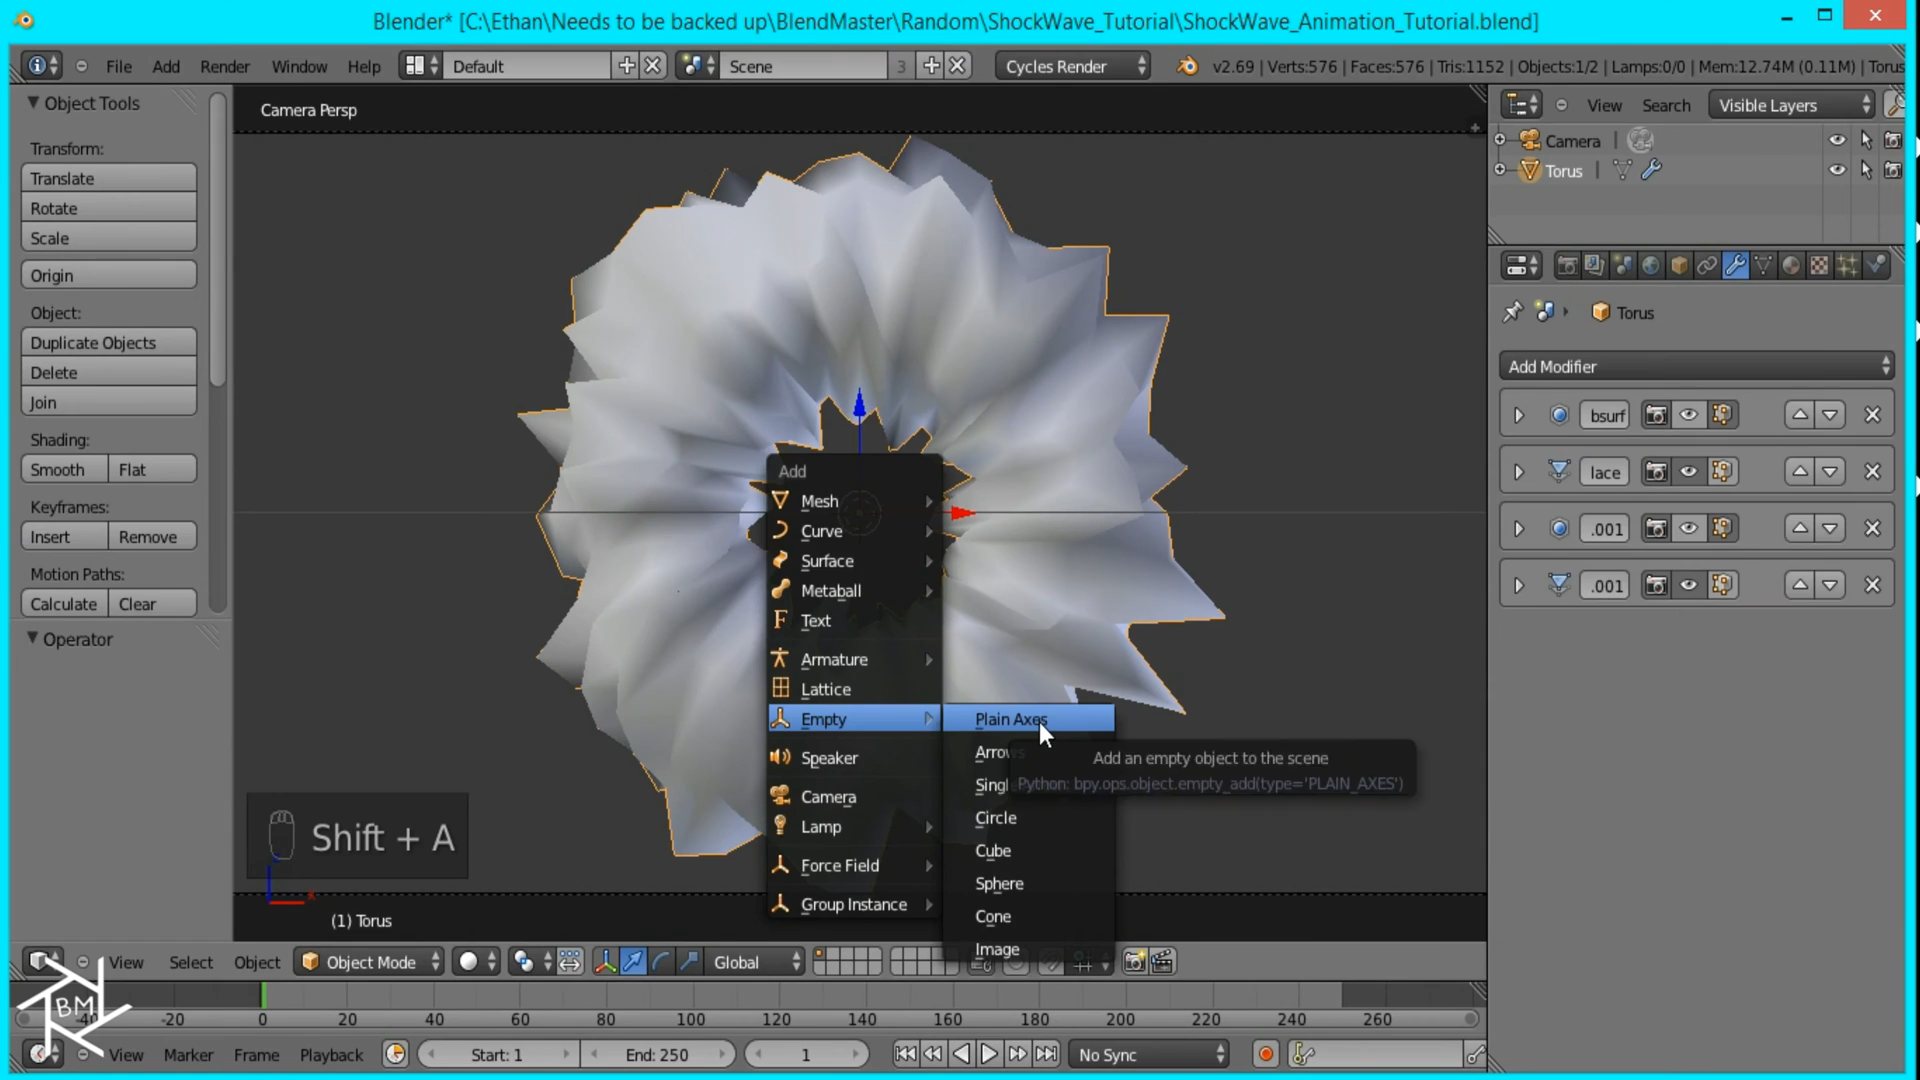 Blender* [C:\Ethan\Needs to be backed up\BlendMaster\Random\ShockWave_Tutorial\ShockWave_Animation_Tutorial.blend]
File Add Render Window Help Default Scene 3 Cycles Render v2.69 | Verts:576 | Faces:576 | Tris:1152 | Objects:1/2 | Lamps:0/0 | Mem:12.74M (0.11M) | Torus
Object Tools
Transform:
Translate
Rotate
Scale
Origin
Object:
Duplicate Objects
Delete
Join
Shading:
Smooth Flat
Keyframes:
Insert Remove
Motion Paths:
Calculate Clear
Operator
Camera Persp
Add
Mesh
Curve
Surface
Metaball
Text
Armature
Lattice
Empty
Speaker
Camera
Lamp
Force Field
Group Instance
Plain Axes
Arrows
Singl
Circle
Cube
Sphere
Cone
Image
Add an empty object to the scene
Python: bpy.ops.object.empty_add(type='PLAIN_AXES')
Shift + A
(1) Torus
View Search Visible Layers
Camera
Torus
Torus
Add Modifier
bsurf
lace
.001
.001
View Select Object Object Mode Global
BM
-40 -20 0 20 40 60 80 100 120 140 160 180 200 220 240 260
View Marker Frame Playback Start: 1 End: 250 1 No Sync